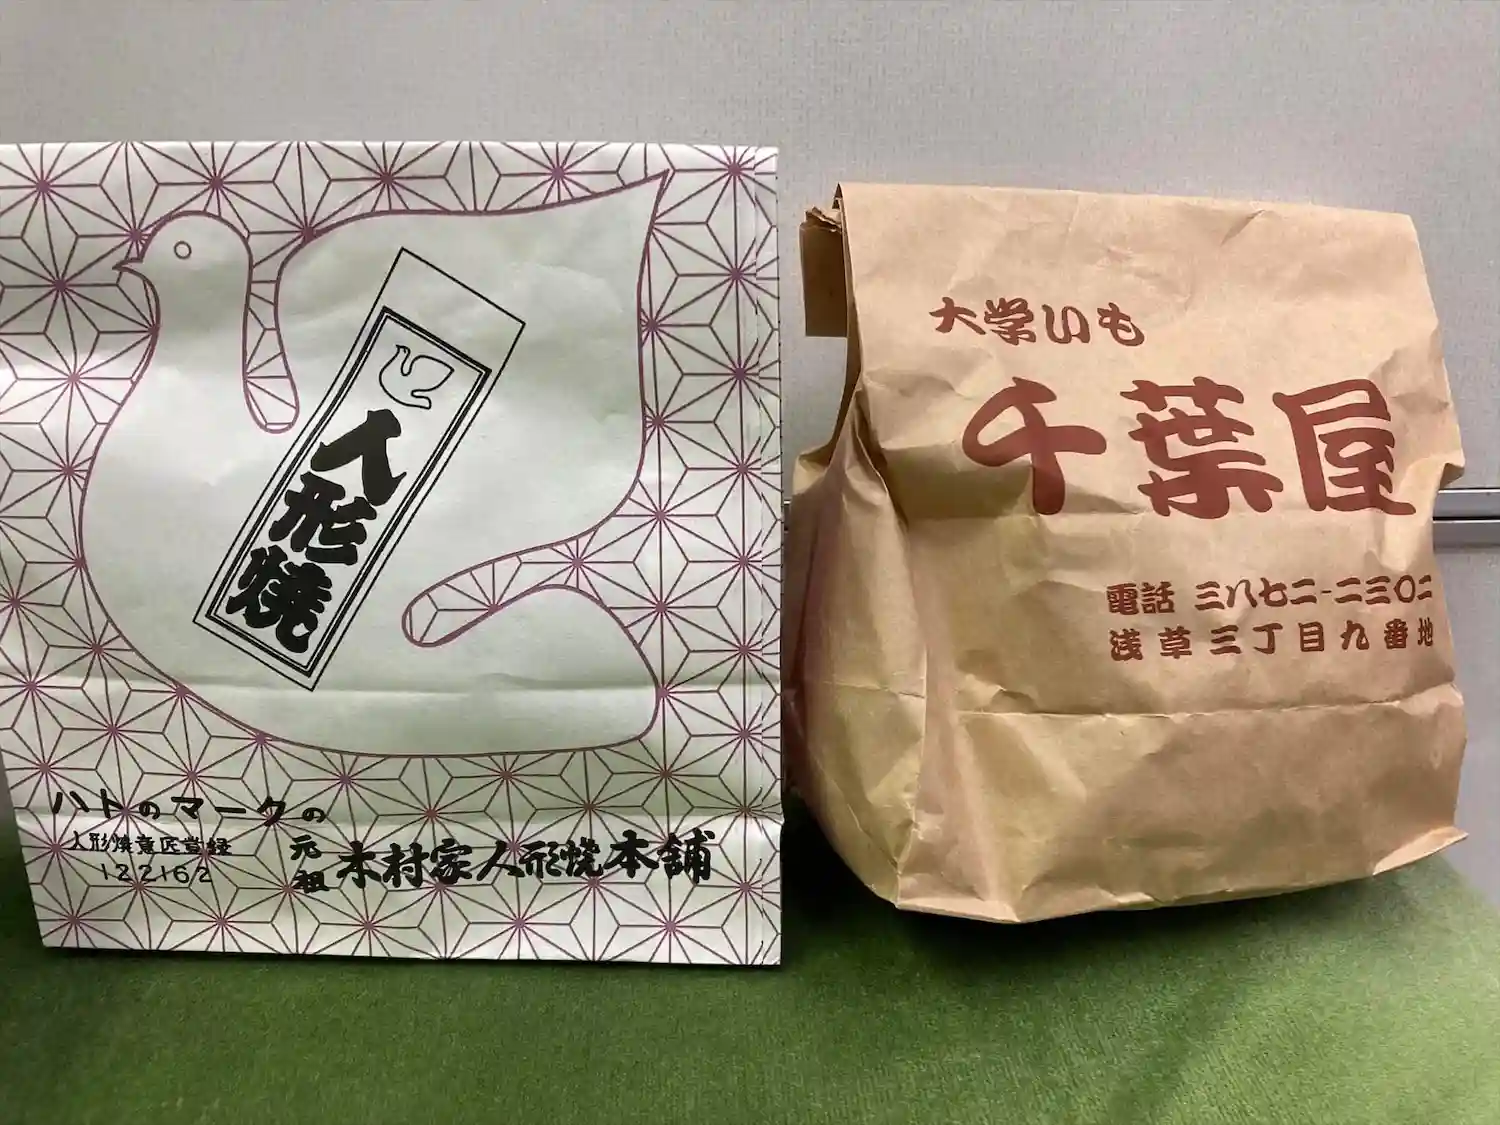 人形焼
ハトのマークの
人形焼意匠登録
122162
元祖
木村家人形焼本舗
大学いも
千葉屋
電話 三八七二-二三〇二
浅草三丁目九番地